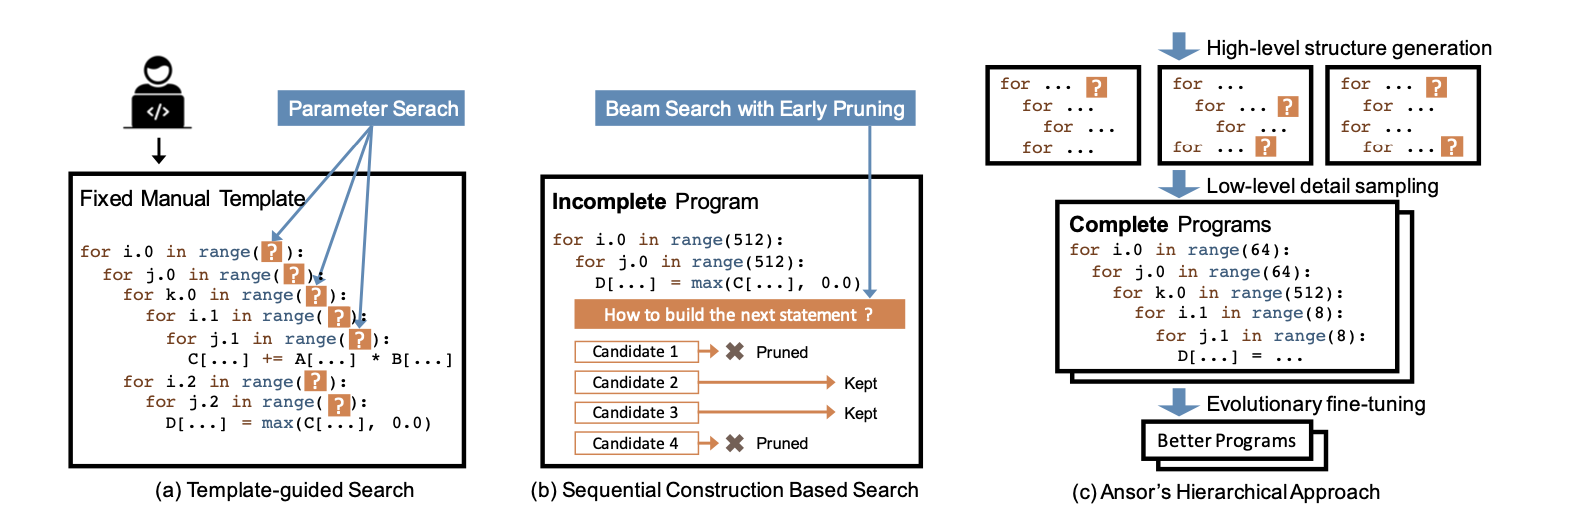 </>
Parameter Serach
Fixed Manual Template
for i.0 in range( ? ):
for j.0 in range( ? ):
for k.0 in range( ? ):
for i.1 in range( ? ):
for j.1 in range( ? ):
C[...] += A[...] * B[...]
for i.2 in range( ? ):
for j.2 in range( ? ):
D[...] = max(C[...], 0.0)
(a) Template-guided Search
Beam Search with Early Pruning
Incomplete Program
for i.0 in range(512):
for j.0 in range(512):
D[...] = max(C[...], 0.0)
How to build the next statement ?
Candidate 1 Pruned
Candidate 2 Kept
Candidate 3 Kept
Candidate 4 Pruned
(b) Sequential Construction Based Search
High-level structure generation
for ... ?
for ...
for ...
for ...
for ...
for ... ?
for ...
for ... ?
for ... ?
for ...
for ...
for ... ?
Low-level detail sampling
Complete Programs
for i.0 in range(64):
for j.0 in range(64):
for k.0 in range(512):
for i.1 in range(8):
for j.1 in range(8):
D[...] = ...
Evolutionary fine-tuning
Better Programs
(c) Ansor's Hierarchical Approach